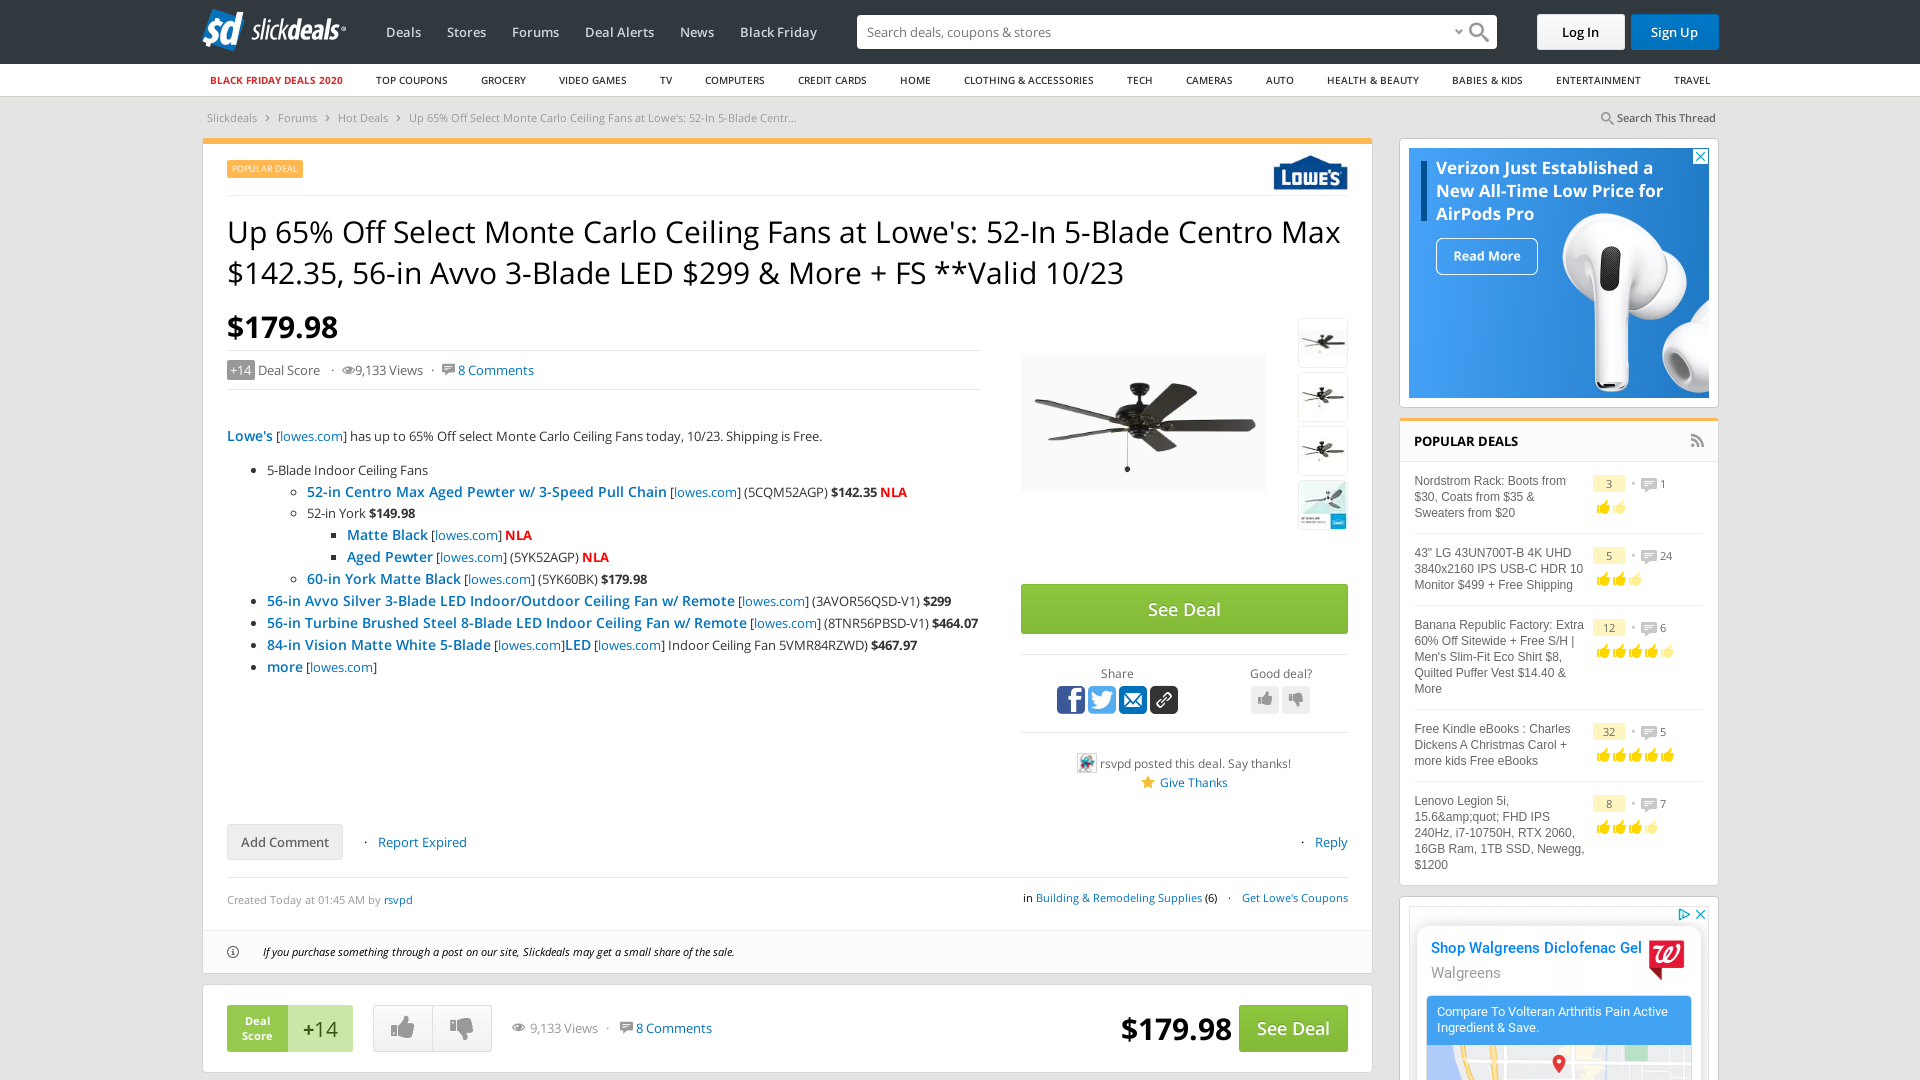 sd slickdeals
Deals Stores Forums Deal Alerts News Black Friday
Search deals, coupons & stores
Log In Sign Up
BLACK FRIDAY DEALS 2020 TOP COUPONS GROCERY VIDEO GAMES TV COMPUTERS CREDIT CARDS HOME CLOTHING & ACCESSORIES TECH CAMERAS AUTO HEALTH & BEAUTY BABIES & KIDS ENTERTAINMENT TRAVEL
Slickdeals › Forums › Hot Deals › Up 65% Off Select Monte Carlo Ceiling Fans at Lowe's: 52-In 5-Blade Centr...
Search This Thread
POPULAR DEAL
LOWE'S
Up 65% Off Select Monte Carlo Ceiling Fans at Lowe's: 52-In 5-Blade Centro Max
$142.35, 56-in Avvo 3-Blade LED $299 & More + FS **Valid 10/23
$179.98
+14 Deal Score · 9,133 Views · 8 Comments
Lowe's [lowes.com] has up to 65% Off select Monte Carlo Ceiling Fans today, 10/23. Shipping is Free.
5-Blade Indoor Ceiling Fans
52-in Centro Max Aged Pewter w/ 3-Speed Pull Chain [lowes.com] (5CQM52AGP) $142.35 NLA
52-in York $149.98
Matte Black [lowes.com] NLA
Aged Pewter [lowes.com] (5YK52AGP) NLA
60-in York Matte Black [lowes.com] (5YK60BK) $179.98
56-in Avvo Silver 3-Blade LED Indoor/Outdoor Ceiling Fan w/ Remote [lowes.com] (3AVOR56QSD-V1) $299
56-in Turbine Brushed Steel 8-Blade LED Indoor Ceiling Fan w/ Remote [lowes.com] (8TNR56PBSD-V1) $464.07
84-in Vision Matte White 5-Blade [lowes.com]LED [lowes.com] Indoor Ceiling Fan 5VMR84RZWD) $467.97
more [lowes.com]
See Deal
Share
Good deal?
rsvpd posted this deal. Say thanks!
Give Thanks
Add Comment · Report Expired
· Reply
Created Today at 01:45 AM by rsvpd
in Building & Remodeling Supplies (6) · Get Lowe's Coupons
If you purchase something through a post on our site, Slickdeals may get a small share of the sale.
Deal
Score
+14
9,133 Views · 8 Comments
$179.98
See Deal
Verizon Just Established a
New All-Time Low Price for
AirPods Pro
Read More
POPULAR DEALS
Nordstrom Rack: Boots from
$30, Coats from $35 &
Sweaters from $20
3 • 1
43" LG 43UN700T-B 4K UHD
3840x2160 IPS USB-C HDR 10
Monitor $499 + Free Shipping
5 • 24
Banana Republic Factory: Extra
60% Off Sitewide + Free S/H |
Men's Slim-Fit Eco Shirt $8,
Quilted Puffer Vest $14.40 &
More
12 • 6
Free Kindle eBooks : Charles
Dickens A Christmas Carol +
more kids Free eBooks
32 • 5
Lenovo Legion 5i,
15.6&amp;quot; FHD IPS
240Hz, i7-10750H, RTX 2060,
16GB Ram, 1TB SSD, Newegg,
$1200
8 • 7
Shop Walgreens Diclofenac Gel
Walgreens
Compare To Volteran Arthritis Pain Active
Ingredient & Save.